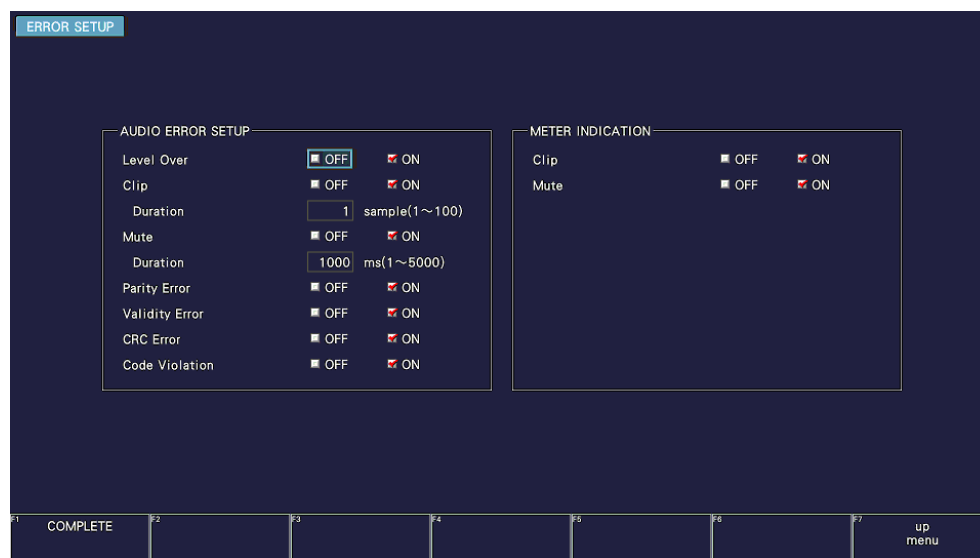 ERROR SETUP
AUDIO ERROR SETUP
Level Over OFF ON
Clip OFF ON
Duration 1 sample(1~100)
Mute OFF ON
Duration 1000 ms(1~5000)
Parity Error OFF ON
Validity Error OFF ON
CRC Error OFF ON
Code Violation OFF ON
METER INDICATION
Clip OFF ON
Mute OFF ON
F1 COMPLETE F2 F3 F4 F5 F6 F7 up
menu